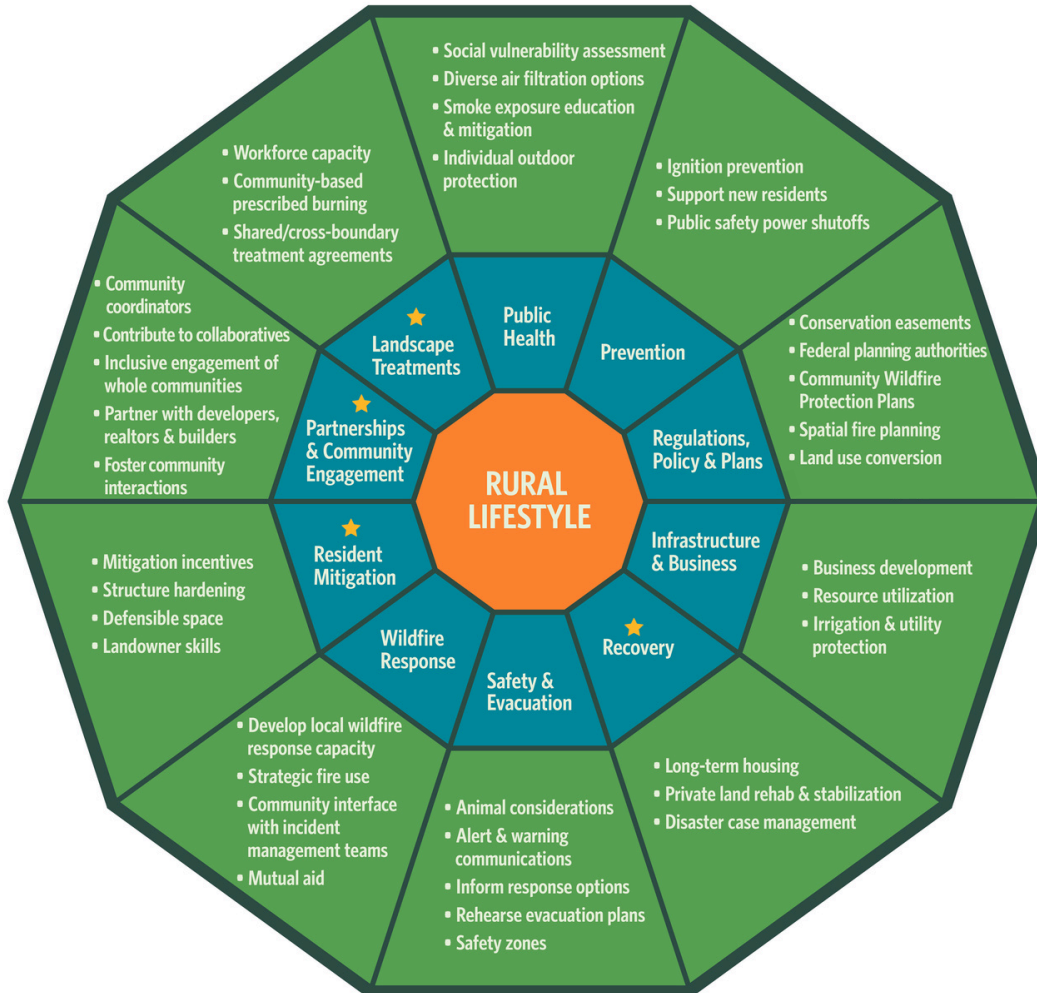 RURAL
LIFESTYLE
Public
Health
• Social vulnerability assessment
• Diverse air filtration options
• Smoke exposure education
& mitigation
• Individual outdoor
protection
Prevention
• Ignition prevention
• Support new residents
• Public safety power shutoffs
Regulations,
Policy & Plans
• Conservation easements
• Federal planning authorities
• Community Wildfire
Protection Plans
• Spatial fire planning
• Land use conversion
Infrastructure
& Business
• Business development
• Resource utilization
• Irrigation & utility
protection
Recovery
• Long-term housing
• Private land rehab & stabilization
• Disaster case management
Safety &
Evacuation
• Animal considerations
• Alert & warning
communications
• Inform response options
• Rehearse evacuation plans
• Safety zones
Wildfire
Response
• Develop local wildfire
response capacity
• Strategic fire use
• Community interface
with incident
management teams
• Mutual aid
Resident
Mitigation
• Mitigation incentives
• Structure hardening
• Defensible space
• Landowner skills
Partnerships
& Community
Engagement
• Community
coordinators
• Contribute to collaboratives
• Inclusive engagement of
whole communities
• Partner with developers,
realtors & builders
• Foster community
interactions
Landscape
Treatments
• Workforce capacity
• Community-based
prescribed burning
• Shared/cross-boundary
treatment agreements